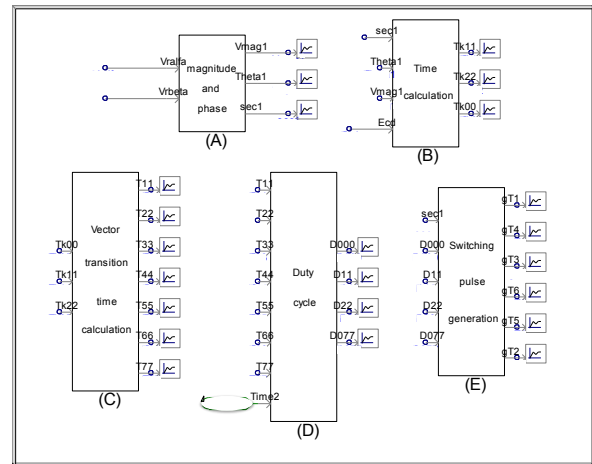 Vralfa
Vrbeta
magnitude
and
phase
Vmag1
Theta1
sec1
(A)
sec1
Theta1
Vmag1
Ecd
Time
calculation
Tk11
Tk22
Tk00
(B)
Tk00
Tk11
Tk22
Vector
transition
time
calculation
T11
T22
T33
T44
T55
T66
T77
(C)
T11
T22
T33
T44
T55
T66
T77
Time2
Duty
cycle
D000
D11
D22
D077
(D)
sec1
D000
D11
D22
D077
Switching
pulse
generation
gT1
gT4
gT3
gT6
gT5
gT2
(E)